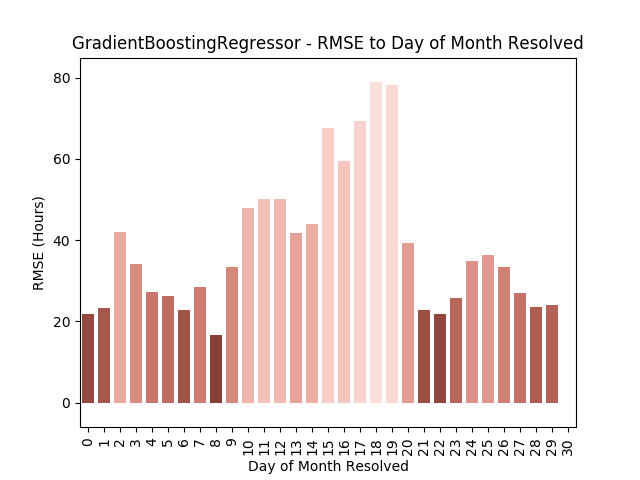 GradientBoostingRegressor - RMSE to Day of Month Resolved
80
60
40
20
0
RMSE (Hours)
0 1 2 3 4 5 6 7 8 9 10 11 12 13 14 15 16 17 18 19 20 21 22 23 24 25 26 27 28 29 30
Day of Month Resolved